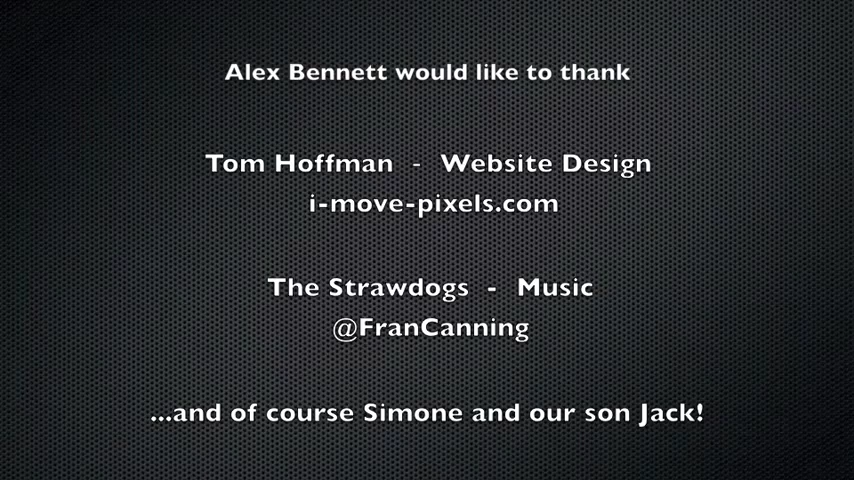 Alex Bennett would like to thank
Tom Hoffman - Website Design
i-move-pixels.com
The Strawdogs - Music
@FranCanning
...and of course Simone and our son Jack!